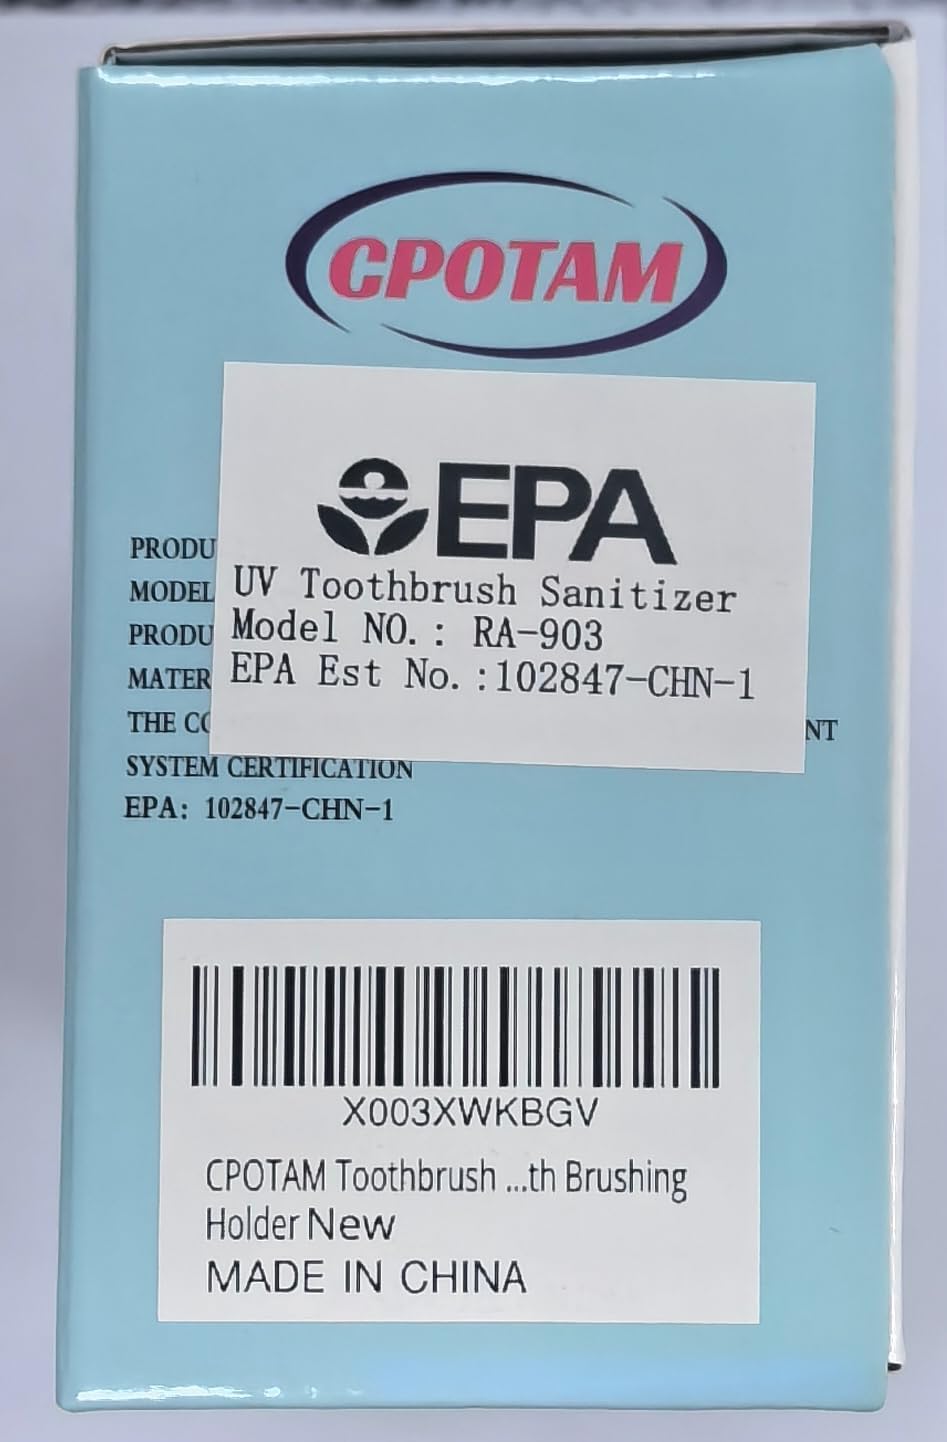 CPOTAM
EPA
UV Toothbrush Sanitizer
Model NO.: RA-903
EPA Est No.:102847-CHN-1
PRODU
MODEL
PRODU
MATER
THE CO NT
SYSTEM CERTIFICATION
EPA: 102847-CHN-1
X003XWKBGV
CPOTAM Toothbrush ...th Brushing
Holder New
MADE IN CHINA